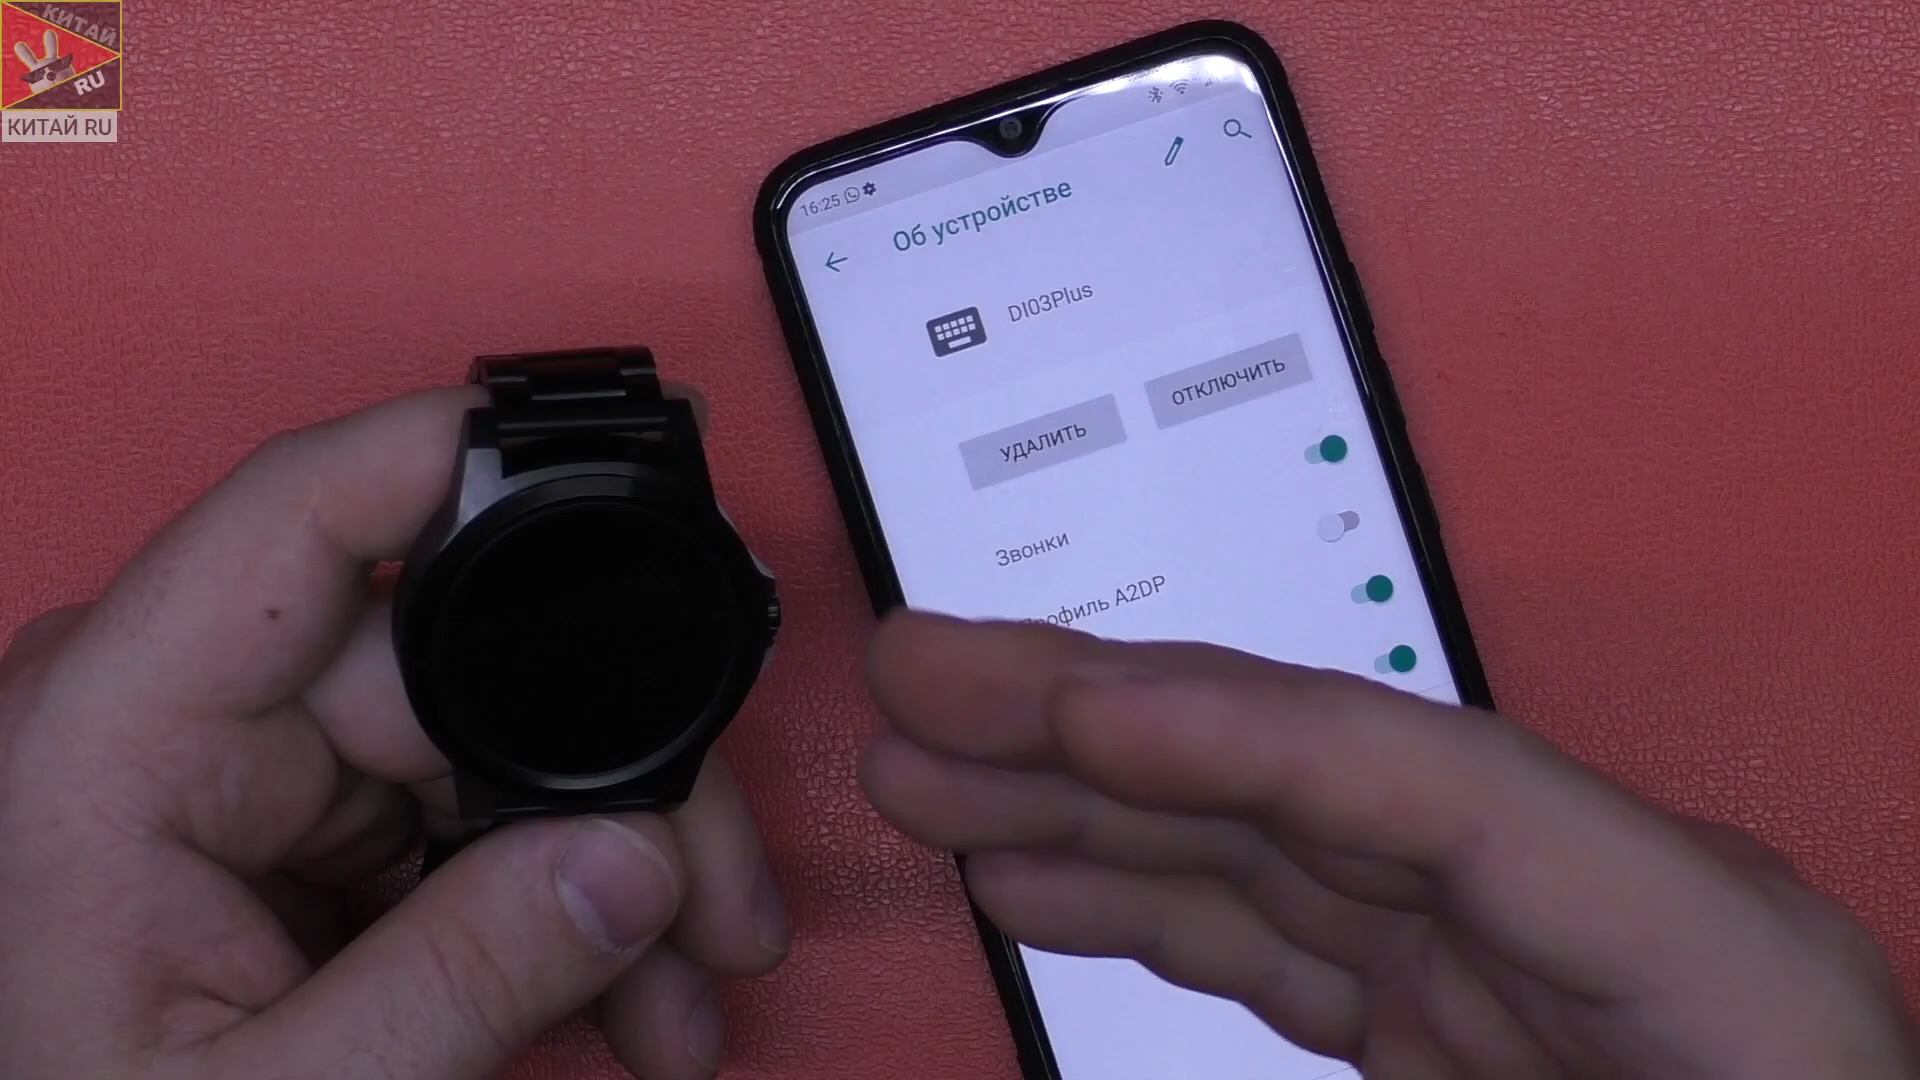 КИТАЙ
RU
КИТАЙ RU
16:25
Об устройстве
DI03Plus
УДАЛИТЬ
ОТКЛЮЧИТЬ
Звонки
Профиль A2DP